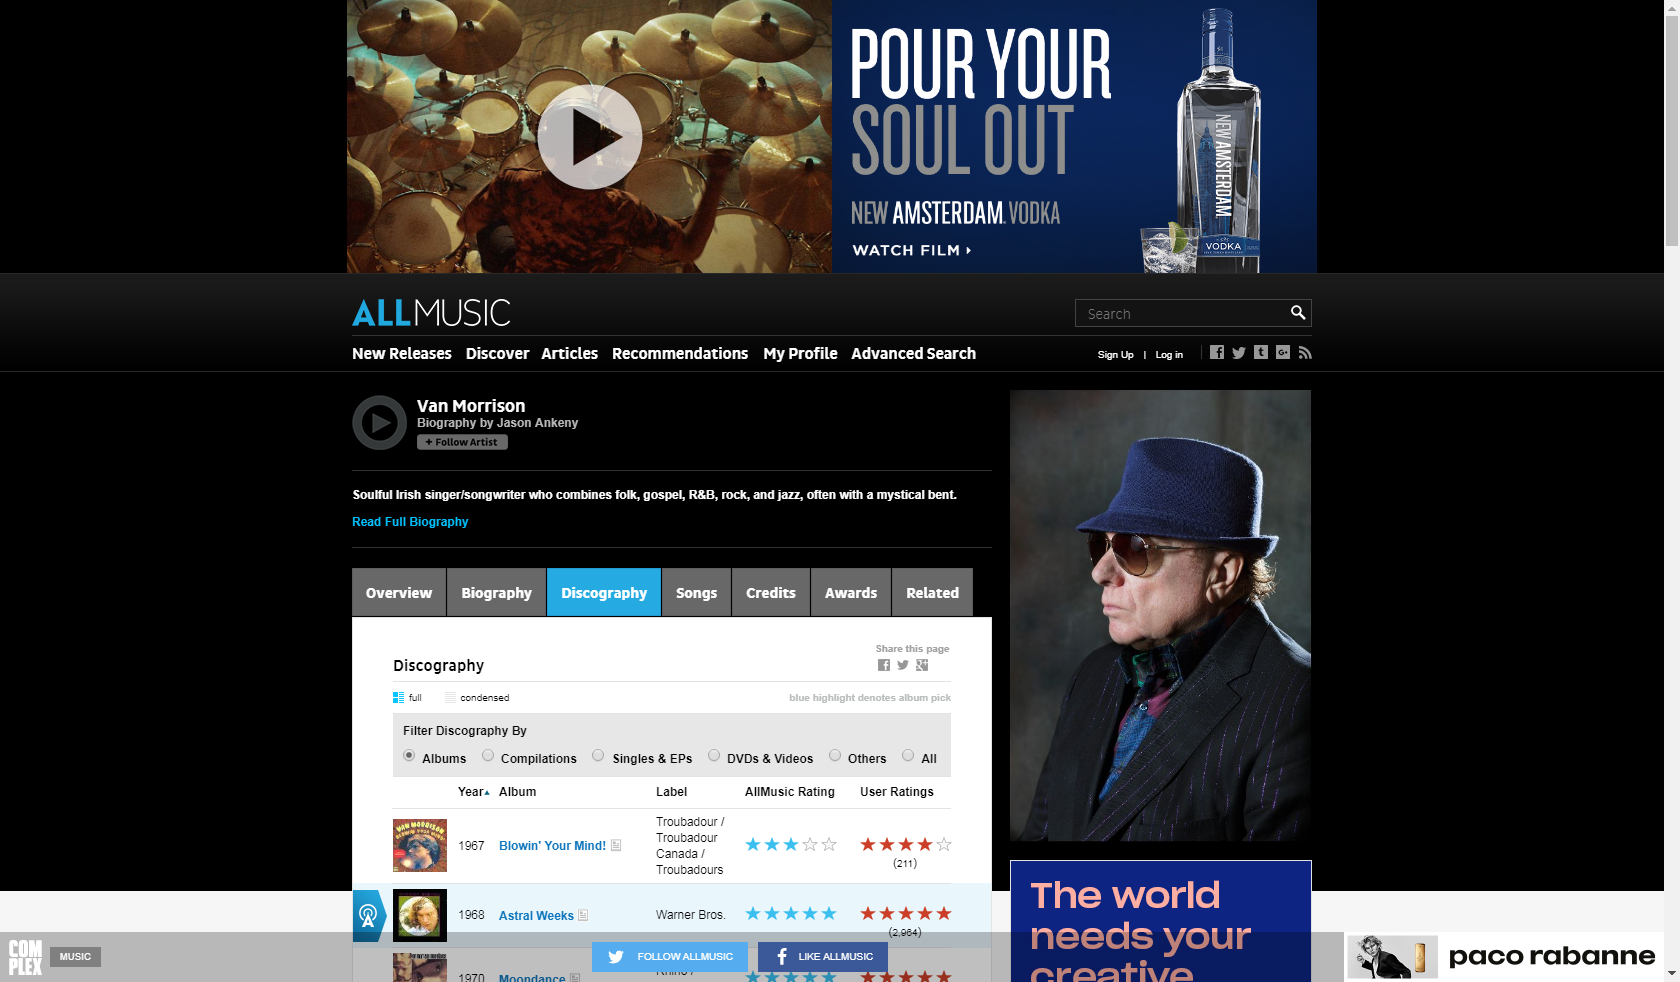 POUR YOUR
SOUL OUT
NEW AMSTERDAM. VODKA
WATCH FILM
NEW AMSTERDAM.
VODKA
ALLMUSIC
Search
New Releases Discover Articles Recommendations My Profile Advanced Search
Sign Up | Log in
Van Morrison
Biography by Jason Ankeny
+ Follow Artist
Soulful Irish singer/songwriter who combines folk, gospel, R&B, rock, and jazz, often with a mystical bent.
Read Full Biography
Overview Biography Discography Songs Credits Awards Related
Share this page
Discography
full condensed blue highlight denotes album pick
Filter Discography By
Albums Compilations Singles & EPs DVDs & Videos Others All
Year Album Label AllMusic Rating User Ratings
VAN MORRISON
BLOWIN' YOUR MIND!
1967 Blowin' Your Mind! Troubadour / Troubadour Canada / Troubadours (211)
1968 Astral Weeks Warner Bros. (2,964)
1970 Moondance Rhino /
The world
needs your
creative
COMPLEX
MUSIC
FOLLOW ALLMUSIC
LIKE ALLMUSIC
paco rabanne